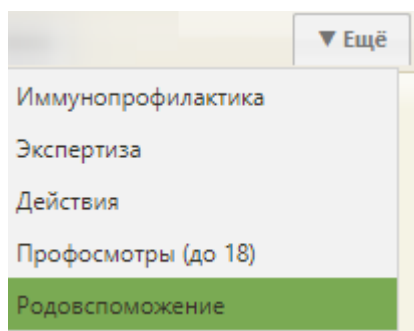 ▼ Ещё
Иммунопрофилактика
Экспертиза
Действия
Профосмотры (до 18)
Родовспоможение